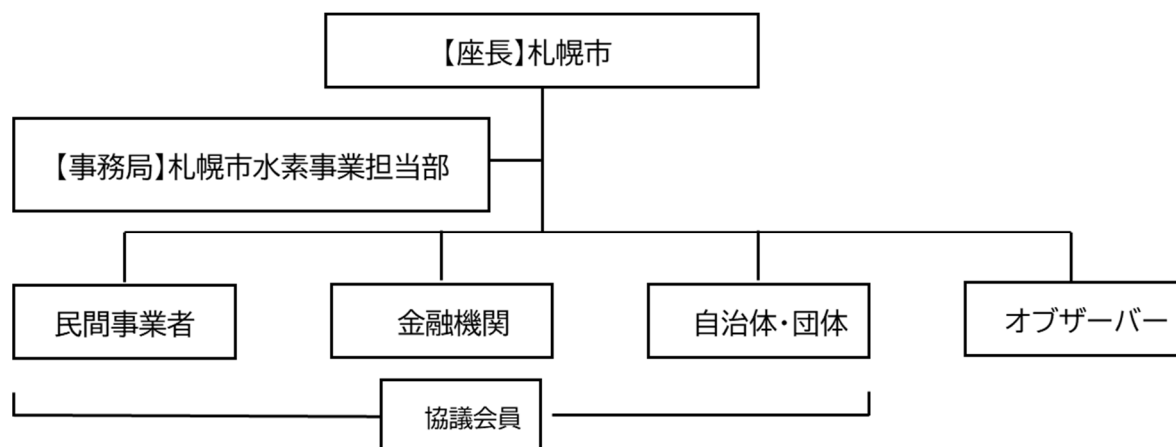 【座長】札幌市
【事務局】札幌市水素事業担当部
民間事業者
金融機関
自治体・団体
オブザーバー
協議会員